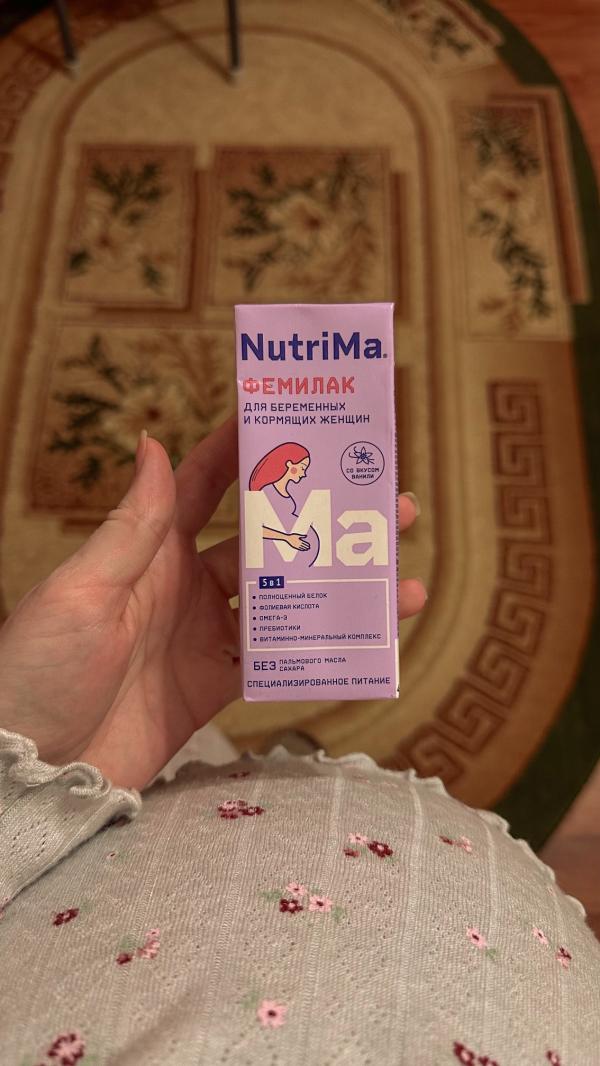 NutriMa®
ФЕМИЛАК
ДЛЯ БЕРЕМЕННЫХ
И КОРМЯЩИХ ЖЕНЩИН
СО ВКУСОМ
ВАНИЛИ
Ma
5 в 1
• ПОЛНОЦЕННЫЙ БЕЛОК
• ФОЛИЕВАЯ КИСЛОТА
• ОМЕГА-3
• ПРЕБИОТИКИ
• ВИТАМИННО-МИНЕРАЛЬНЫЙ КОМПЛЕКС
БЕЗ ПАЛЬМОВОГО МАСЛА
САХАРА
СПЕЦИАЛИЗИРОВАННОЕ ПИТАНИЕ